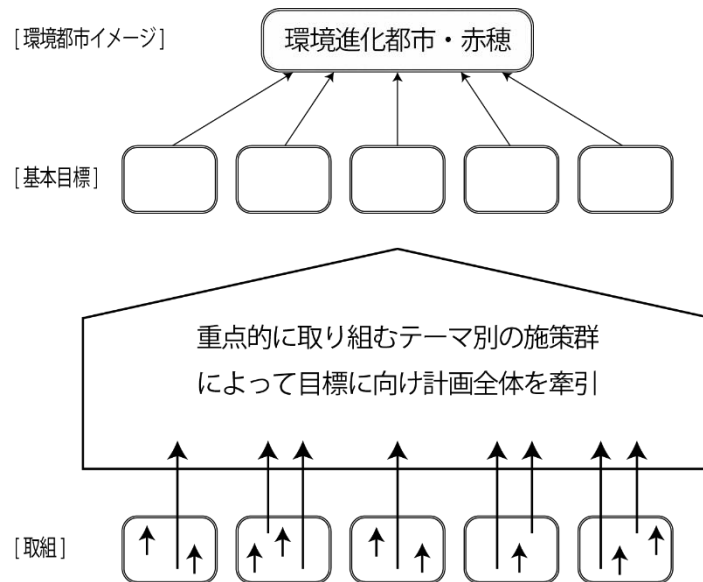 [環境都市イメージ]
環境進化都市・赤穂
[基本目標]
重点的に取り組むテーマ別の施策群
によって目標に向け計画全体を牽引
[取組]